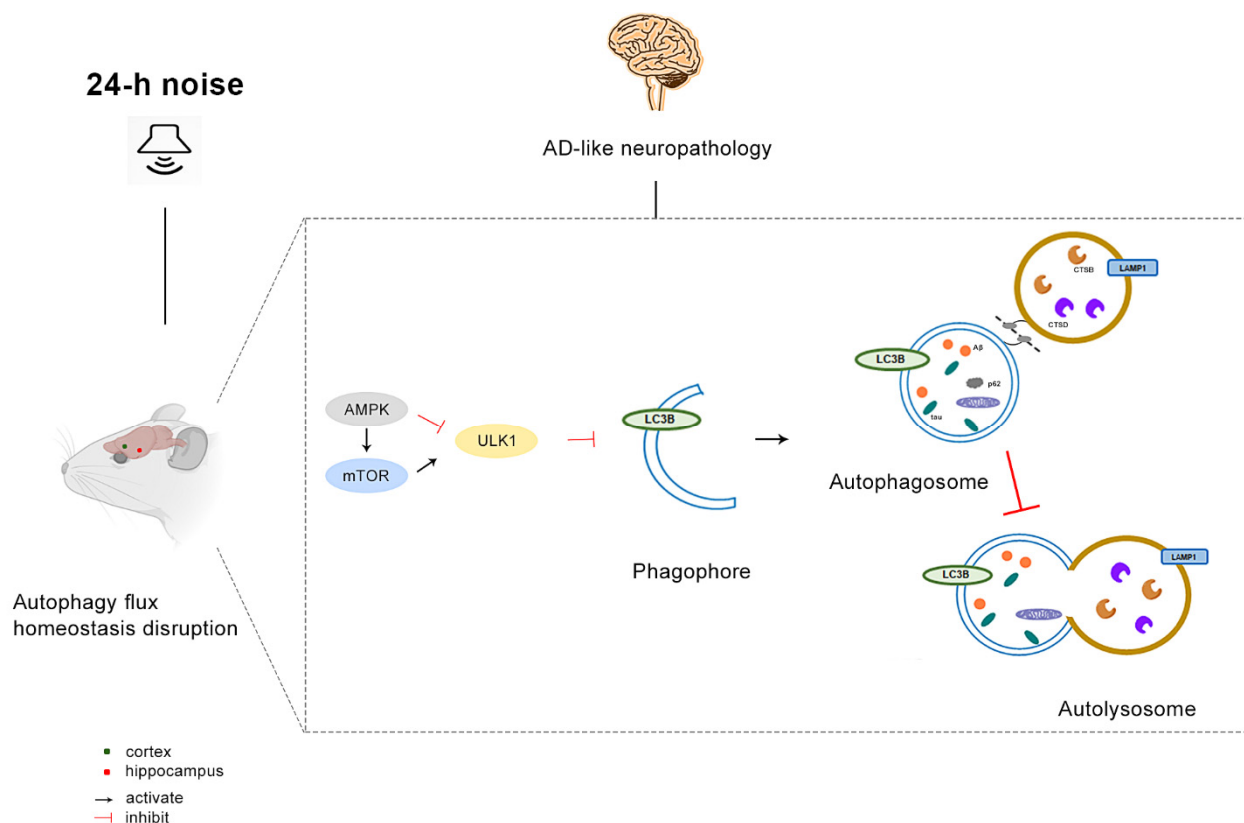 24-h noise
AD-like neuropathology
CTSB
LAMP1
CTSD
LC3B
Aβ
p62
tau
AMPK
mTOR
ULK1
LC3B
Autophagosome
Phagophore
LC3B
LAMP1
Autolysosome
Autophagy flux
homeostasis disruption
cortex
hippocampus
activate
inhibit